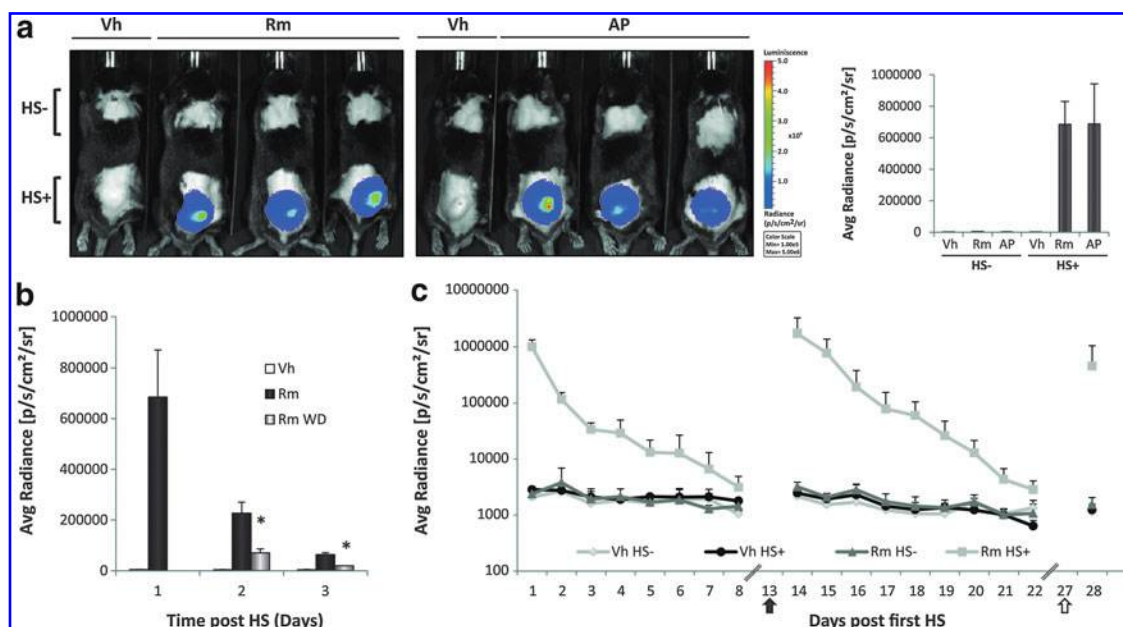 a
Vh Rm Vh AP
HS-
HS+
Luminiscence
5.0
4.0
3.0
2.0
1.0
Radiance
(p/s/cm²/sr)
Color Scale
Min= 1.00e5
Max= 5.00e6
Avg Radiance [p/s/cm²/sr]
1000000
800000
600000
400000
200000
0
Vh Rm AP Vh Rm AP
HS- HS+
b
Avg Radiance [p/s/cm²/sr]
1000000
800000
600000
400000
200000
0
Vh
Rm
Rm WD
* *
1 2 3
Time post HS (Days)
c
Avg Radiance [p/s/cm²/sr]
10000000
1000000
100000
10000
1000
100
Vh HS- Vh HS+ Rm HS- Rm HS+
1 2 3 4 5 6 7 8 13 14 15 16 17 18 19 20 21 22 27 28
Days post first HS